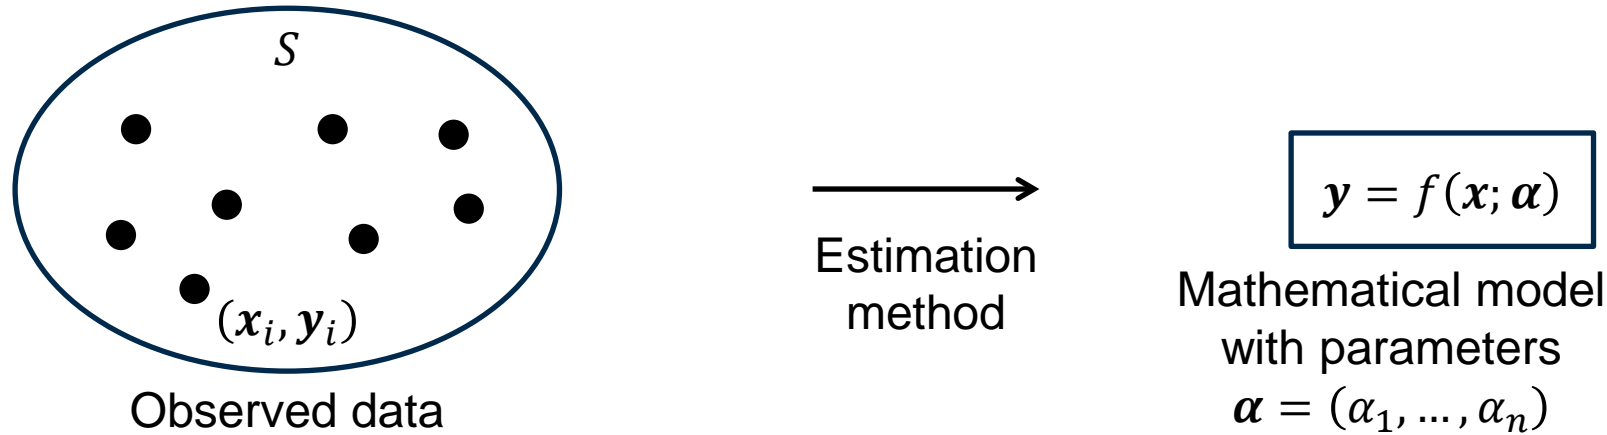 S
(xᵢ, yᵢ)
Observed data
Estimation
method
y = f(x; α)
Mathematical model
with parameters
α = (α₁, … , αₙ)